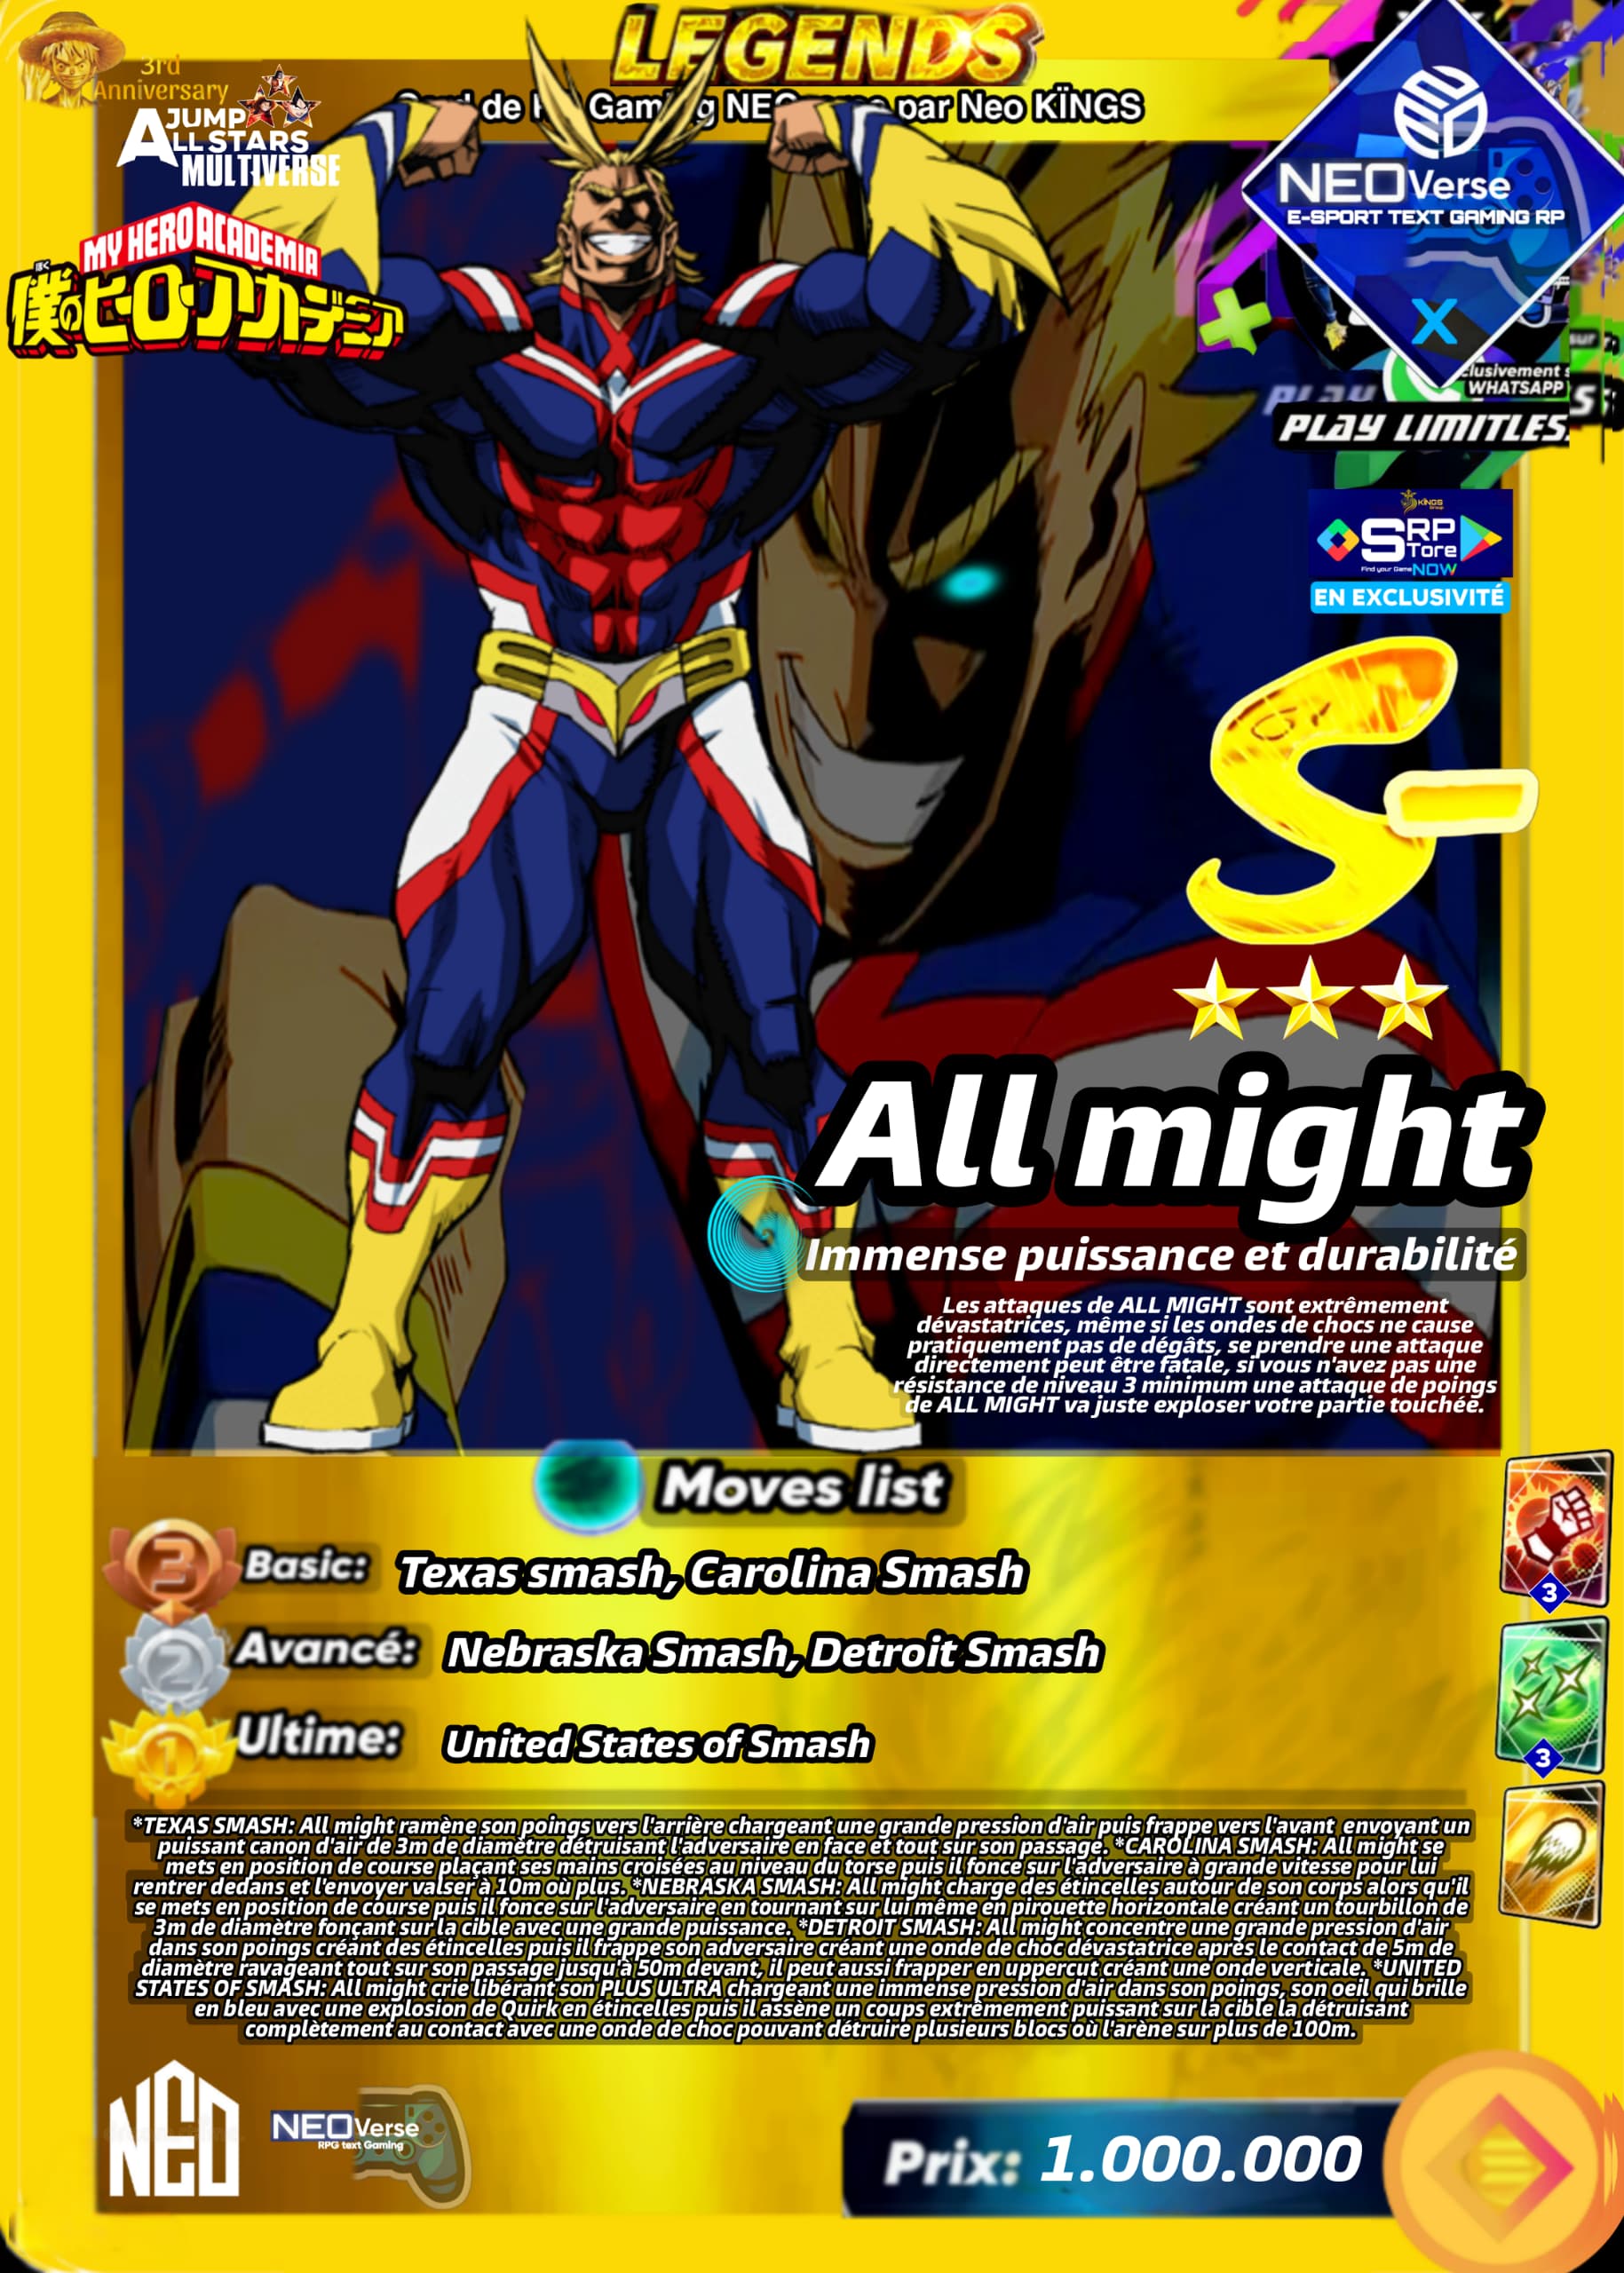 LEGENDS
3rd
Anniversary
de Gaming par Neo KÏNGS
JUMP
ALL STARS
MULTIVERSE
MY HERO ACADEMIA
僕のヒーローアカデミア
NEOVerse
E-SPORT TEXT GAMING RP
X
WHATSAPP
PLAY
PLAY LIMITLES
KÏNGS
SRP
Tore
Find your Game NOW
EN EXCLUSIVITÉ
S-
All might
Immense puissance et durabilité
Les attaques de ALL MIGHT sont extrêmement
dévastatrices, même si les ondes de chocs ne cause
pratiquement pas de dégâts, se prendre une attaque
directement peut être fatale, si vous n'avez pas une
résistance de niveau 3 minimum une attaque de poings
de ALL MIGHT va juste exploser votre partie touchée.
Moves list
3 Basic: Texas smash, Carolina Smash
2 Avancé: Nebraska Smash, Detroit Smash
1 Ultime: United States of Smash
3
3
*TEXAS SMASH: All might ramène son poings vers l'arrière chargeant une grande pression d'air puis frappe vers l'avant envoyant un
puissant canon d'air de 3m de diamètre détruisant l'adversaire en face et tout sur son passage. *CAROLINA SMASH: All might se
mets en position de course plaçant ses mains croisées au niveau du torse puis il fonce sur l'adversaire à grande vitesse pour lui
rentrer dedans et l'envoyer valser à 10m où plus. *NEBRASKA SMASH: All might charge des étincelles autour de son corps alors qu'il
se mets en position de course puis il fonce sur l'adversaire en tournant sur lui même en pirouette horizontale créant un tourbillon de
3m de diamètre fonçant sur la cible avec une grande puissance. *DETROIT SMASH: All might concentre une grande pression d'air
dans son poings créant des étincelles puis il frappe son adversaire créant une onde de choc dévastatrice après le contact de 5m de
diamètre ravageant tout sur son passage jusqu'à 50m devant, il peut aussi frapper en uppercut créant une onde verticale. *UNITED
STATES OF SMASH: All might crie libérant son PLUS ULTRA chargeant une immense pression d'air dans son poings, son oeil qui brille
en bleu avec une explosion de Quirk en étincelles puis il assène un coups extrêmement puissant sur la cible la détruisant
complètement au contact avec une onde de choc pouvant détruire plusieurs blocs où l'arène sur plus de 100m.
NEO
NEOVerse
RPG text Gaming
Prix: 1.000.000